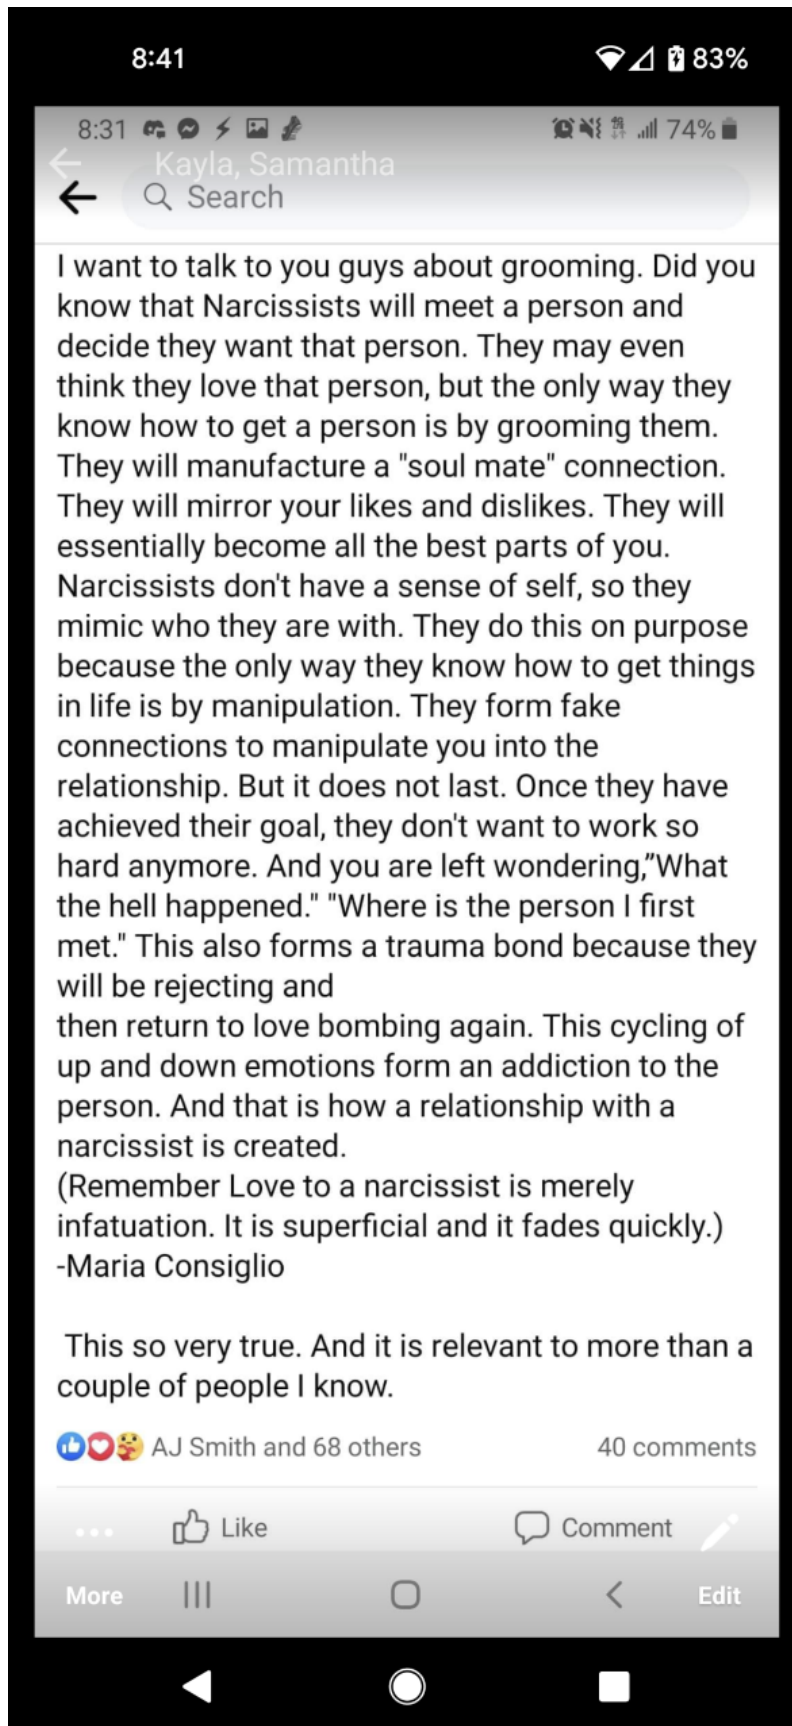 8:41
83%
8:31
74%
Kayla, Samantha
Search
I want to talk to you guys about grooming. Did you
know that Narcissists will meet a person and
decide they want that person. They may even
think they love that person, but the only way they
know how to get a person is by grooming them.
They will manufacture a "soul mate" connection.
They will mirror your likes and dislikes. They will
essentially become all the best parts of you.
Narcissists don't have a sense of self, so they
mimic who they are with. They do this on purpose
because the only way they know how to get things
in life is by manipulation. They form fake
connections to manipulate you into the
relationship. But it does not last. Once they have
achieved their goal, they don't want to work so
hard anymore. And you are left wondering,”What
the hell happened." "Where is the person I first
met." This also forms a trauma bond because they
will be rejecting and
then return to love bombing again. This cycling of
up and down emotions form an addiction to the
person. And that is how a relationship with a
narcissist is created.
(Remember Love to a narcissist is merely
infatuation. It is superficial and it fades quickly.)
-Maria Consiglio
This so very true. And it is relevant to more than a
couple of people I know.
AJ Smith and 68 others
40 comments
Like
Comment
More
Edit